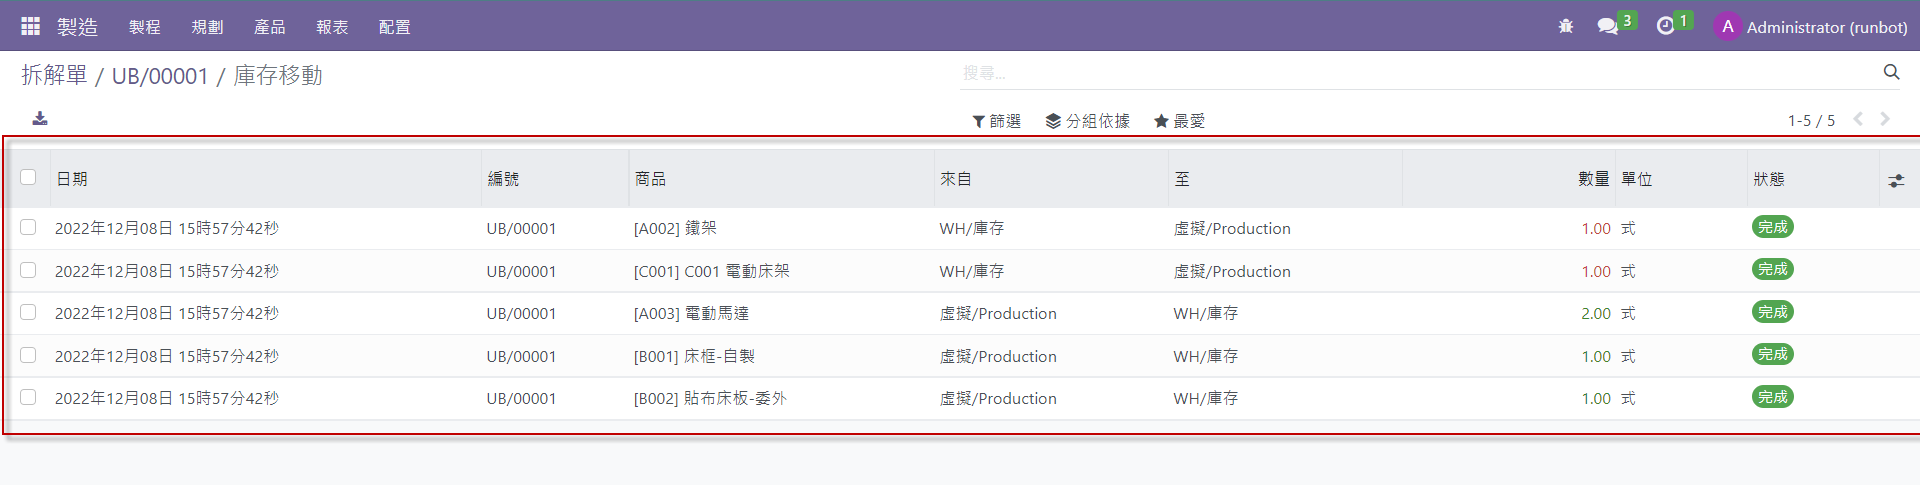 製造 製程 規劃 產品 報表 配置 3 1 A Administrator (runbot)
拆解單 / UB/00001 / 庫存移動 搜尋...
篩選 分組依據 最愛 1-5 / 5
日期 編號 商品 來自 至 數量 單位 狀態
2022年12月08日 15時57分42秒 UB/00001 [A002] 鐵架 WH/庫存 虛擬/Production 1.00 式 完成
2022年12月08日 15時57分42秒 UB/00001 [C001] C001 電動床架 WH/庫存 虛擬/Production 1.00 式 完成
2022年12月08日 15時57分42秒 UB/00001 [A003] 電動馬達 虛擬/Production WH/庫存 2.00 式 完成
2022年12月08日 15時57分42秒 UB/00001 [B001] 床框-自製 虛擬/Production WH/庫存 1.00 式 完成
2022年12月08日 15時57分42秒 UB/00001 [B002] 貼布床板-委外 虛擬/Production WH/庫存 1.00 式 完成